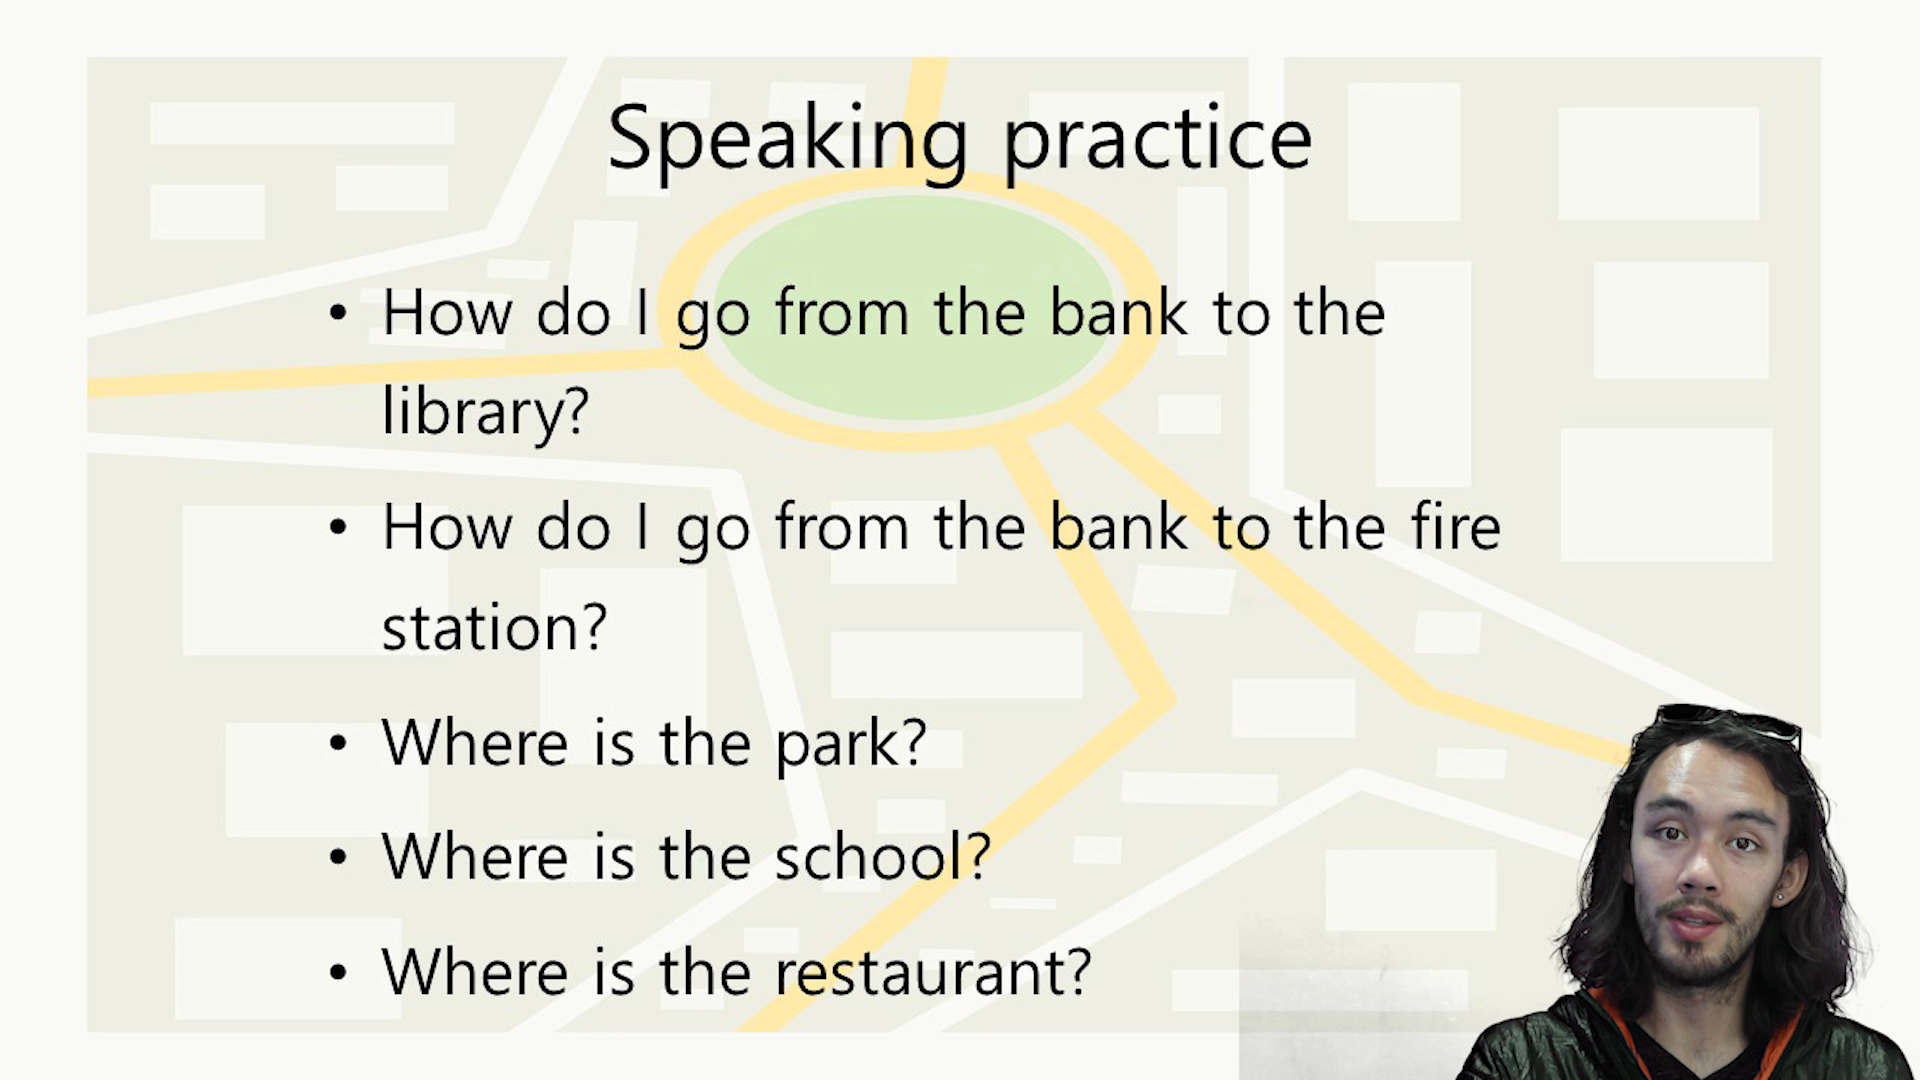 Speaking practice
• How do I go from the bank to the
library?
• How do I go from the bank to the fire
station?
• Where is the park?
• Where is the school?
• Where is the restaurant?